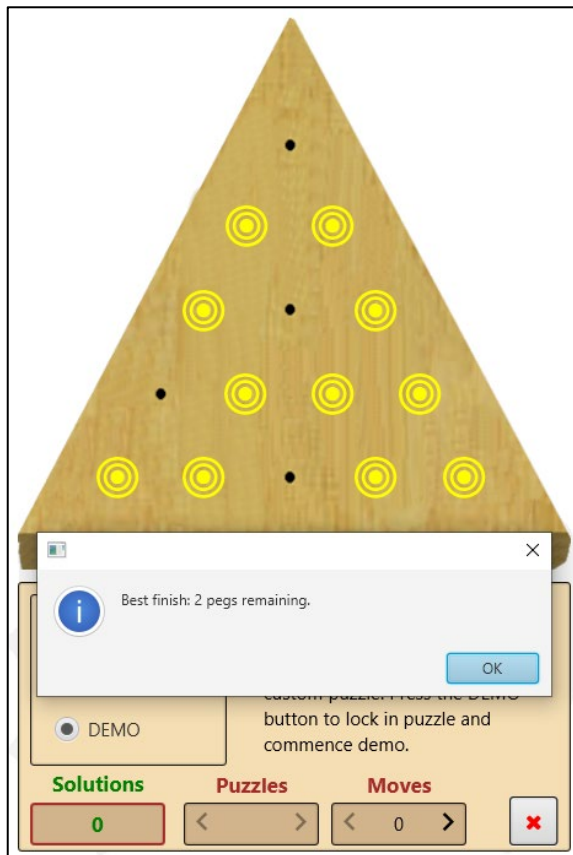 Best finish: 2 pegs remaining.
OK
custom puzzle. Press the DEMO
button to lock in puzzle and
commence demo.
DEMO
Solutions
Puzzles
Moves
0
0